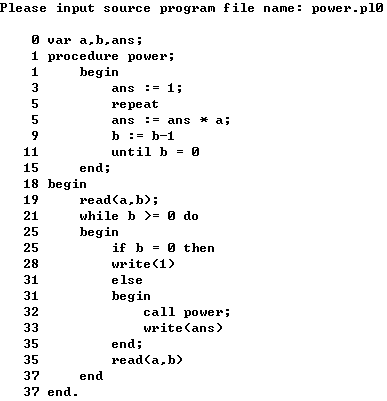 Please input source program file name: power.pl0
0 var a,b,ans;
1 procedure power;
1 begin
3 ans := 1;
5 repeat
5 ans := ans * a;
9 b := b-1
11 until b = 0
15 end;
18 begin
19 read(a,b);
21 while b >= 0 do
25 begin
25 if b = 0 then
28 write(1)
31 else
31 begin
32 call power;
33 write(ans)
35 end;
35 read(a,b)
37 end
37 end.